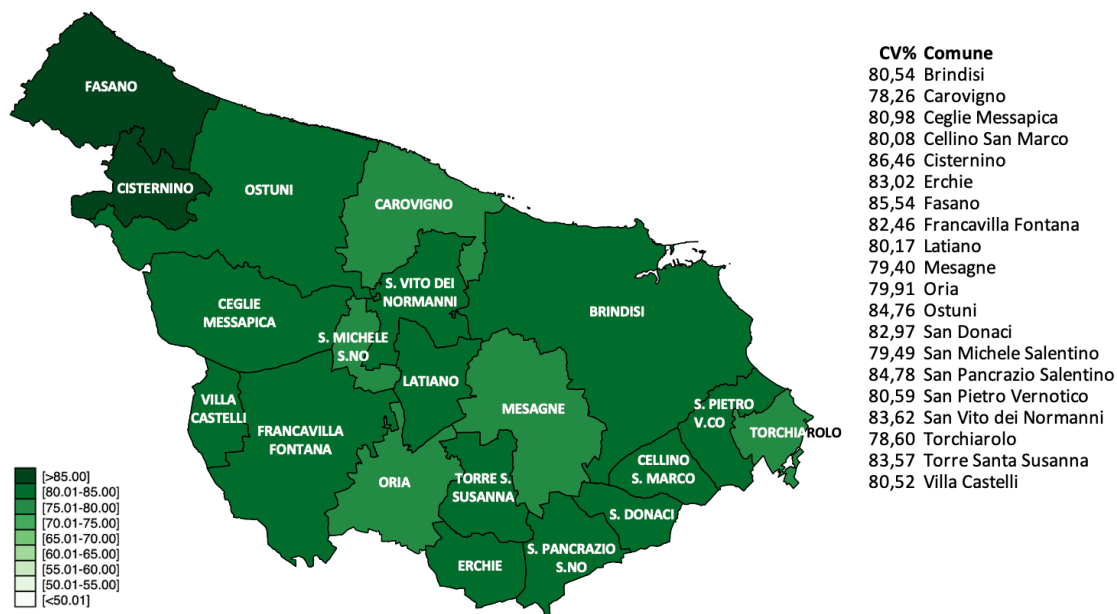 FASANO
CISTERNINO
OSTUNI
CAROVIGNO
S. VITO DEI
NORMANNI
CEGLIE
MESSAPICA
S. MICHELE
S.NO
BRINDISI
LATIANO
VILLA
CASTELLI
FRANCAVILLA
FONTANA
MESAGNE
S. PIETRO
V.CO
TORCHIAROLO
ORIA
TORRE S.
SUSANNA
CELLINO
S. MARCO
S. DONACI
S. PANCRAZIO
S.NO
ERCHIE
[>85.00]
[80.01-85.00]
[75.01-80.00]
[70.01-75.00]
[65.01-70.00]
[60.01-65.00]
[55.01-60.00]
[50.01-55.00]
[<50.01]
CV% Comune
80,54 Brindisi
78,26 Carovigno
80,98 Ceglie Messapica
80,08 Cellino San Marco
86,46 Cisternino
83,02 Erchie
85,54 Fasano
82,46 Francavilla Fontana
80,17 Latiano
79,40 Mesagne
79,91 Oria
84,76 Ostuni
82,97 San Donaci
79,49 San Michele Salentino
84,78 San Pancrazio Salentino
80,59 San Pietro Vernotico
83,62 San Vito dei Normanni
78,60 Torchiarolo
83,57 Torre Santa Susanna
80,52 Villa Castelli